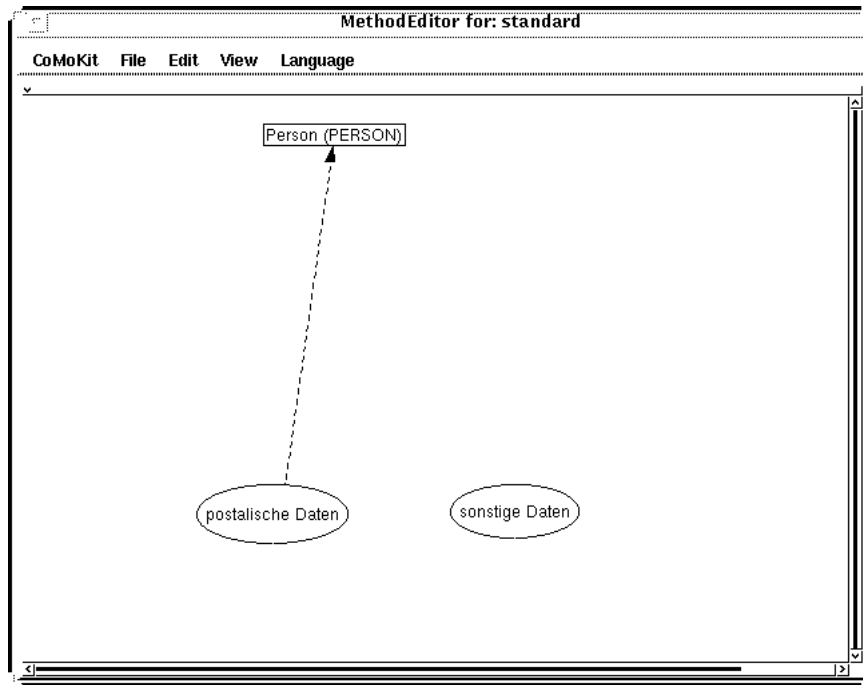 MethodEditor for: standard
CoMoKit File Edit View Language
Person (PERSON)
postalische Daten sonstige Daten